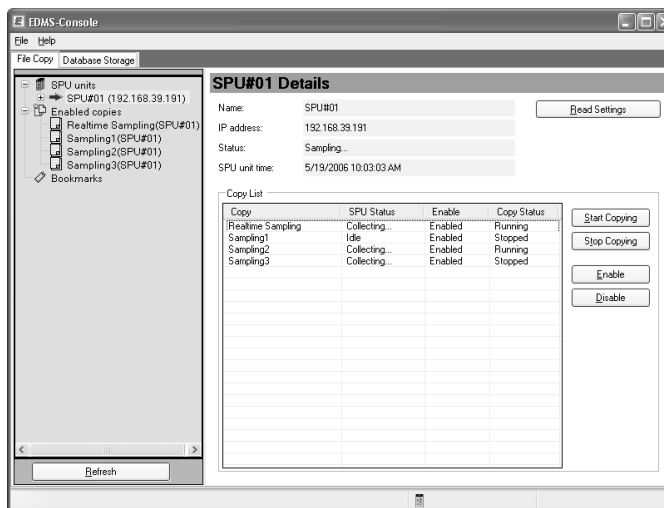 EDMS-Console
File Help
File Copy Database Storage
SPU units
SPU#01 (192.168.39.191)
Enabled copies
Realtime Sampling(SPU#01)
Sampling1(SPU#01)
Sampling2(SPU#01)
Sampling3(SPU#01)
Bookmarks
Refresh
SPU#01 Details
Name: SPU#01
Read Settings
IP address: 192.168.39.191
Status: Sampling...
SPU unit time: 5/19/2006 10:03:03 AM
Copy List
Copy SPU Status Enable Copy Status
Realtime Sampling Collecting... Enabled Running
Sampling1 Idle Enabled Stopped
Sampling2 Collecting... Enabled Running
Sampling3 Collecting... Enabled Stopped
Start Copying
Stop Copying
Enable
Disable